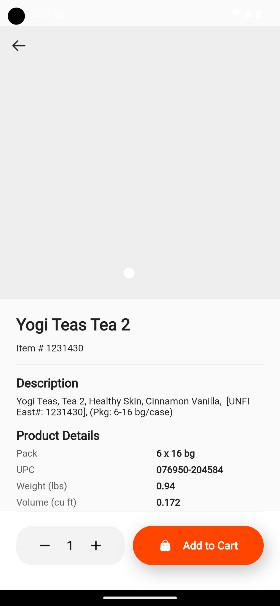 Yogi Teas Tea 2
Item # 1231430
Description
Yogi Teas, Tea 2, Healthy Skin, Cinnamon Vanilla, [UNFI
East#: 1231430], (Pkg: 6-16 bg/case)
Product Details
Pack 6 x 16 bg
UPC 076950-204584
Weight (lbs) 0.94
Volume (cu ft) 0.172
− 1 + Add to Cart